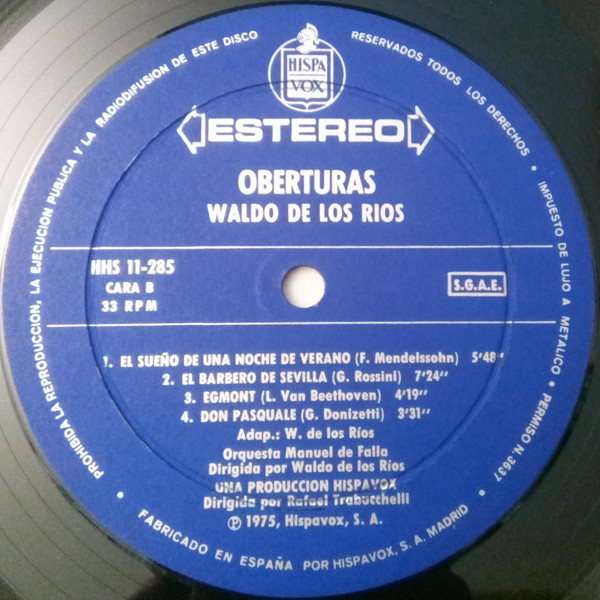 PROHIBIDA LA REPRODUCCION, LA EJECUCION PUBLICA Y LA RADIODIFUSION DE ESTE DISCO
RESERVADOS TODOS LOS DERECHOS • IMPUESTO DE LUJO A METALICO • PERMISO N. 3637
HISPA
VOX
ESTEREO
OBERTURAS
WALDO DE LOS RIOS
HHS 11-285
CARA B
33 RPM
S.G.A.E.
1. EL SUEÑO DE UNA NOCHE DE VERANO (F. Mendelssohn) 5'48"
2. EL BARBERO DE SEVILLA (G. Rossini) 7'24"
3. EGMONT (L. Van Beethoven) 4'19"
4. DON PASQUALE (G. Donizetti) 3'31"
Adap.: W. de los Ríos
Orquesta Manuel de Falla
Dirigida por Waldo de los Ríos
UNA PRODUCCION HISPAVOX
Dirigida por Rafael Trabucchelli
Ⓟ 1975, Hispavox, S. A.
• FABRICADO EN ESPAÑA POR HISPAVOX, S. A. MADRID •